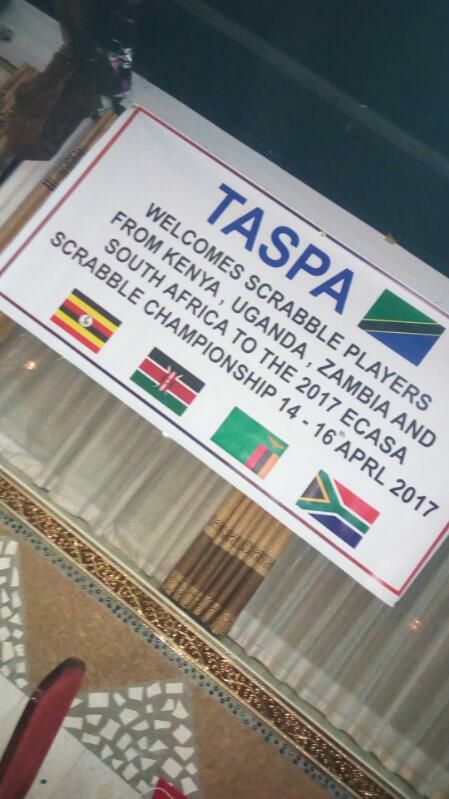 TASPA
WELCOMES SCRABBLE PLAYERS
FROM KENYA, UGANDA, ZAMBIA AND
SOUTH AFRICA TO THE 2017 ECASA
SCRABBLE CHAMPIONSHIP 14 - 16th APRL 2017